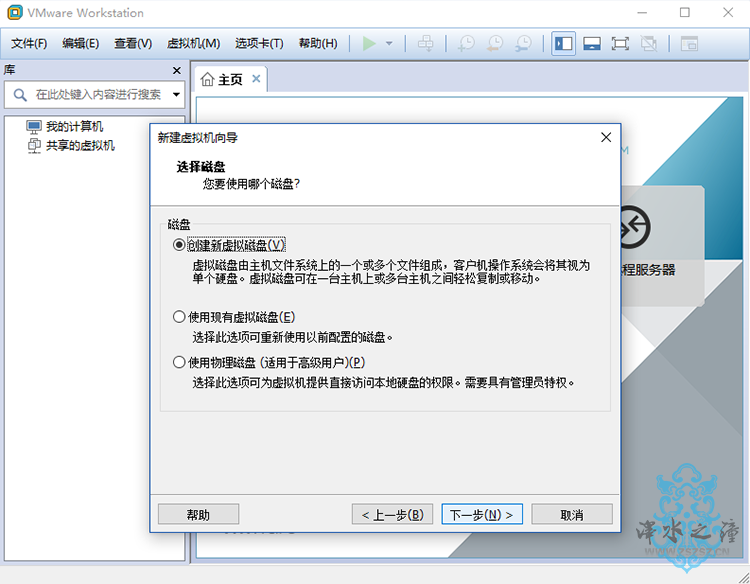 VMware Workstation
文件(F) 编辑(E) 查看(V) 虚拟机(M) 选项卡(T) 帮助(H)
库
主页
在此处键入内容进行搜索
我的计算机
共享的虚拟机
M
程服务器
新建虚拟机向导
选择磁盘
您要使用哪个磁盘?
磁盘
创建新虚拟磁盘(V)
虚拟磁盘由主机文件系统上的一个或多个文件组成，客户机操作系统会将其视为
单个硬盘。虚拟磁盘可在一台主机上或多台主机之间轻松复制或移动。
使用现有虚拟磁盘(E)
选择此选项可重新使用以前配置的磁盘。
使用物理磁盘 (适用于高级用户)(P)
选择此选项可为虚拟机提供直接访问本地硬盘的权限。需要具有管理员特权。
帮助
< 上一步(B)
下一步(N) >
取消
泽水之瞳
WWW.ZSZSZ.CN